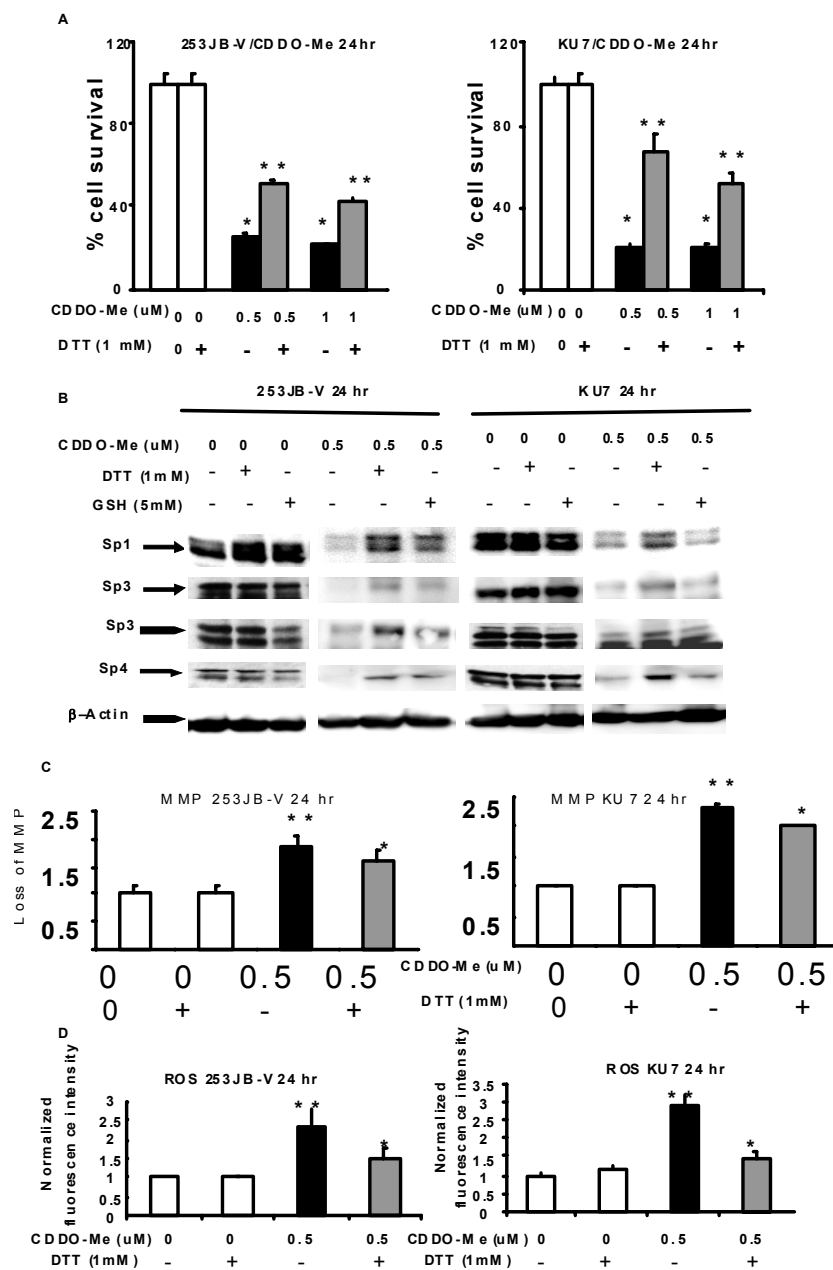 A
253JB-V/CDDO-Me 24hr
% cell survival
120
80
40
0
CDDO-Me (uM) 0 0 0.5 0.5 1 1
DTT (1 mM) 0 + - + - +
KU7/CDDO-Me 24hr
% cell survival
120
80
40
0
* ** * **
* ** * **
CDDO-Me (uM) 0 0 0.5 0.5 1 1
DTT (1 mM) 0 + - + - +
B
253JB-V 24 hr KU7 24 hr
CDDO-Me (uM) 0 0 0 0.5 0.5 0.5 0 0 0 0.5 0.5 0.5
DTT (1mM) - + - - + - - + - - + -
GSH (5mM) - - + - - + - - + - - +
Sp1
Sp3
Sp3
Sp4
β-Actin
C
MMP 253JB-V 24 hr
Loss of MMP
2.5
1.5
0.5
** *
0 0 0.5 0.5
0 + - +
MMP KU7 24hr
2.5
1.5
0.5
** *
CDDO-Me (uM) 0 0 0.5 0.5
DTT (1mM) 0 + - +
D
ROS 253JB-V 24 hr
Normalized
fluorescence intensity
3
2.5
2
1.5
1
0.5
0
** *
CDDO-Me (uM) 0 0 0.5 0.5
DTT (1mM) - + - +
ROS KU7 24 hr
Normalized
fluorescence intensity
3.5
3
2.5
2
1.5
1
0.5
0
** *
CDDO-Me (uM) 0 0 0.5 0.5
DTT (1mM) - + - +